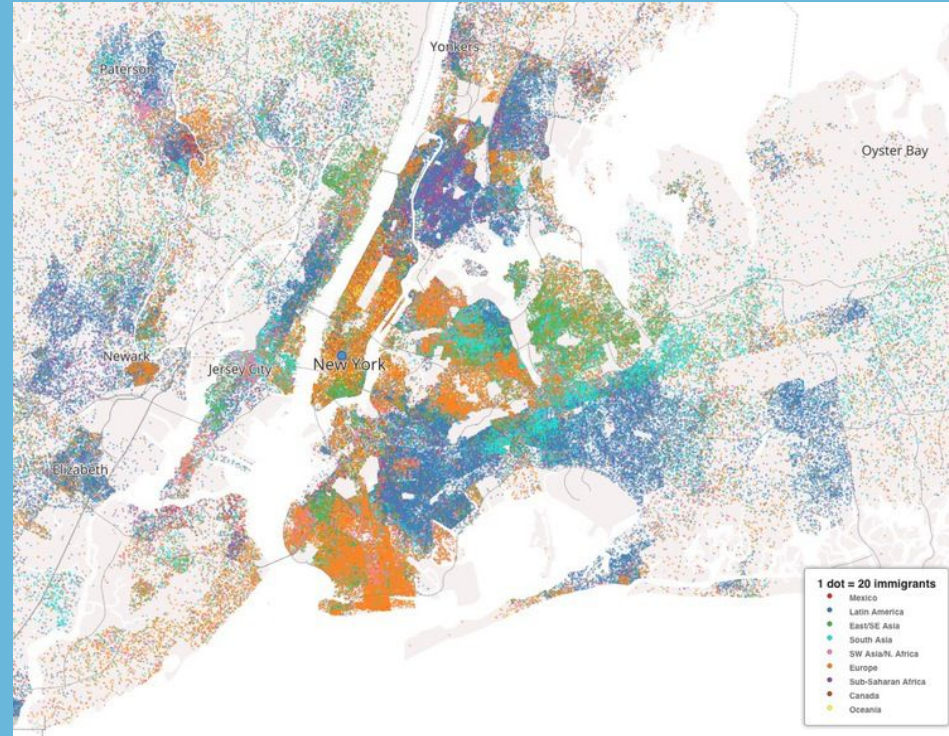 Yonkers
Paterson
Oyster Bay
Newark
Jersey City
New York
Elizabeth
1 dot = 20 immigrants
Mexico
Latin America
East/SE Asia
South Asia
SW Asia/N. Africa
Europe
Sub-Saharan Africa
Canada
Oceania